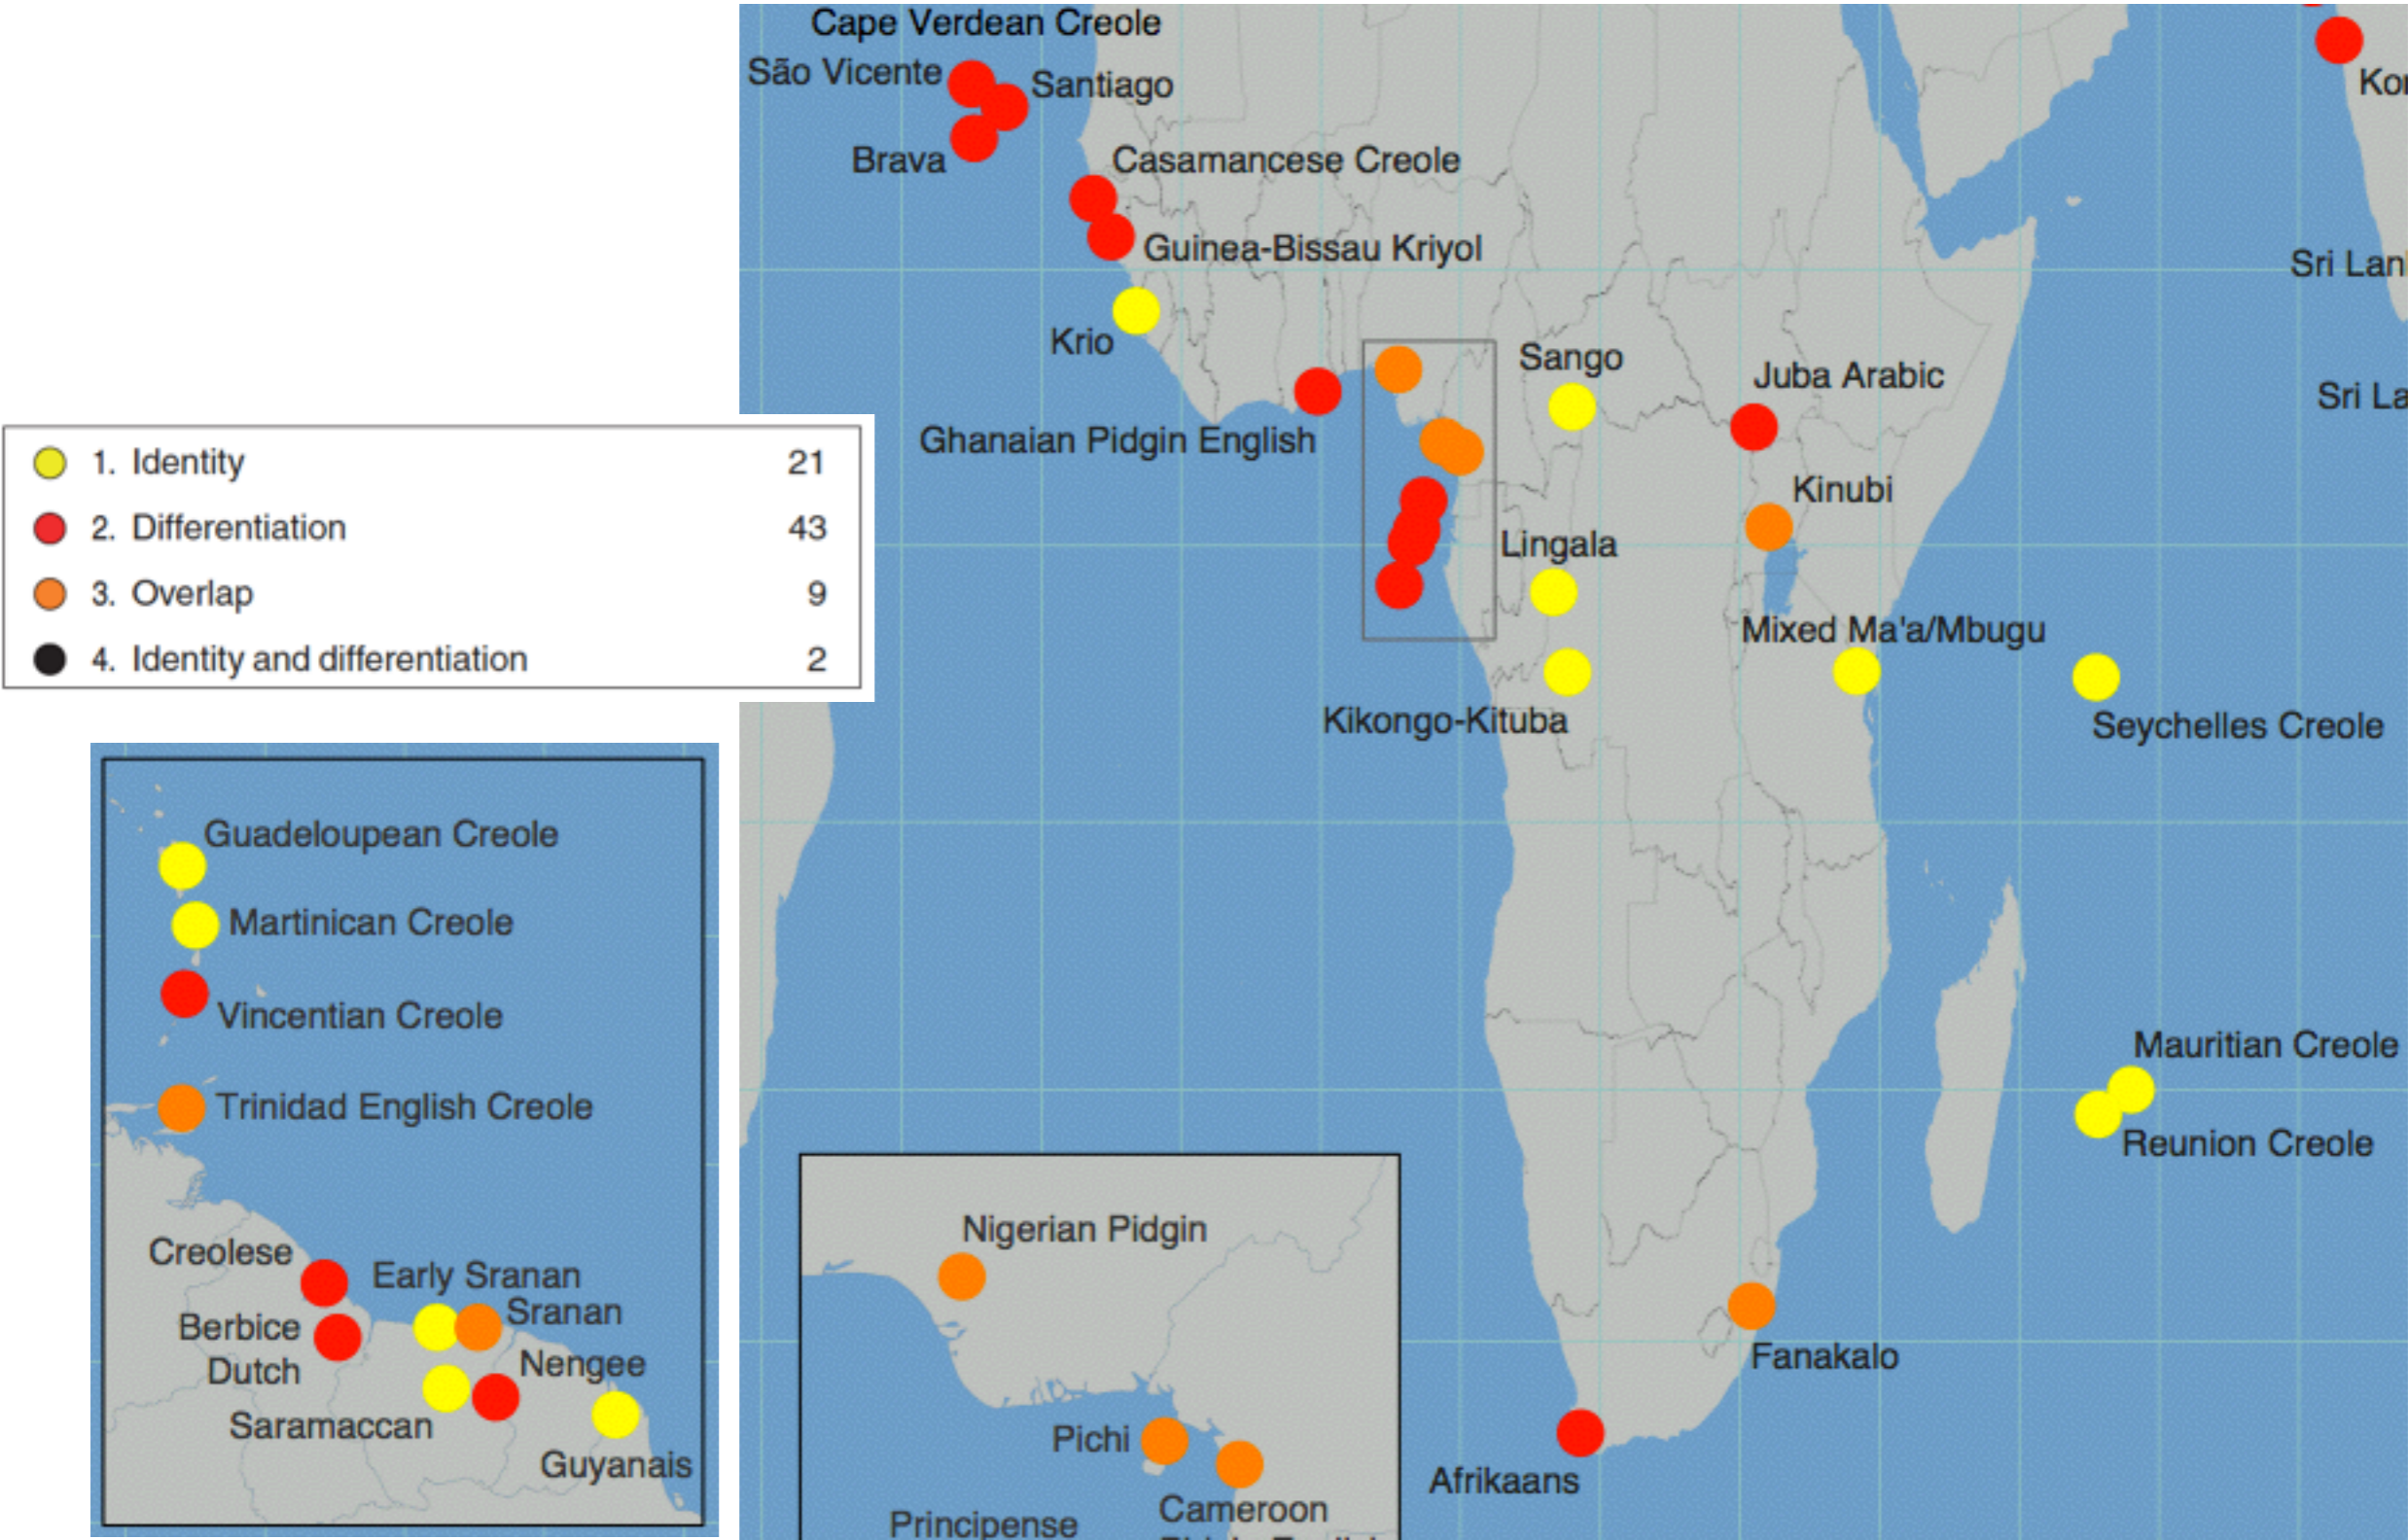 Cape Verdean Creole
São Vicente
Santiago
Brava
Casamancese Creole
Guinea-Bissau Kriyol
Krio
Sango
Juba Arabic
Ghanaian Pidgin English
Kinubi
Lingala
Mixed Ma'a/Mbugu
Kikongo-Kituba
Seychelles Creole
Mauritian Creole
Reunion Creole
Fanakalo
Afrikaans
Sri
Sri
1. Identity 21
2. Differentiation 43
3. Overlap 9
4. Identity and differentiation 2
Guadeloupean Creole
Martinican Creole
Vincentian Creole
Trinidad English Creole
Creolese
Early Sranan
Sranan
Berbice
Dutch
Nengee
Saramaccan
Guyanais
Nigerian Pidgin
Pichi
Cameroon
Principense